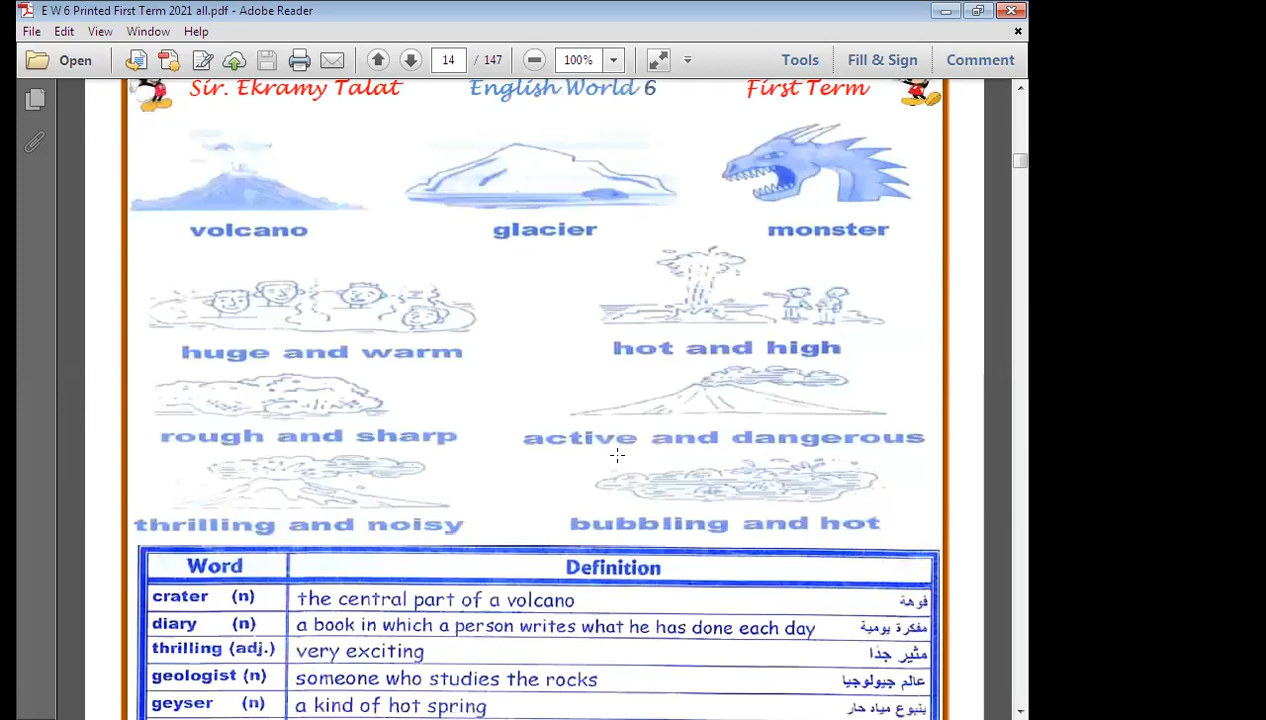 E W 6 Printed First Term 2021 all.pdf - Adobe Reader
File Edit View Window Help
Open 14 / 147 100% Tools Fill & Sign Comment
Sir. Ekramy Talat English World 6 First Term
volcano glacier monster
huge and warm hot and high
rough and sharp active and dangerous
thrilling and noisy bubbling and hot
Word Definition
crater (n) the central part of a volcano فوهة
diary (n) a book in which a person writes what he has done each day مفكرة يومية
thrilling (adj.) very exciting مثير جدًا
geologist (n) someone who studies the rocks عالم جيولوجيا
geyser (n) a kind of hot spring ينبوع مياه حار